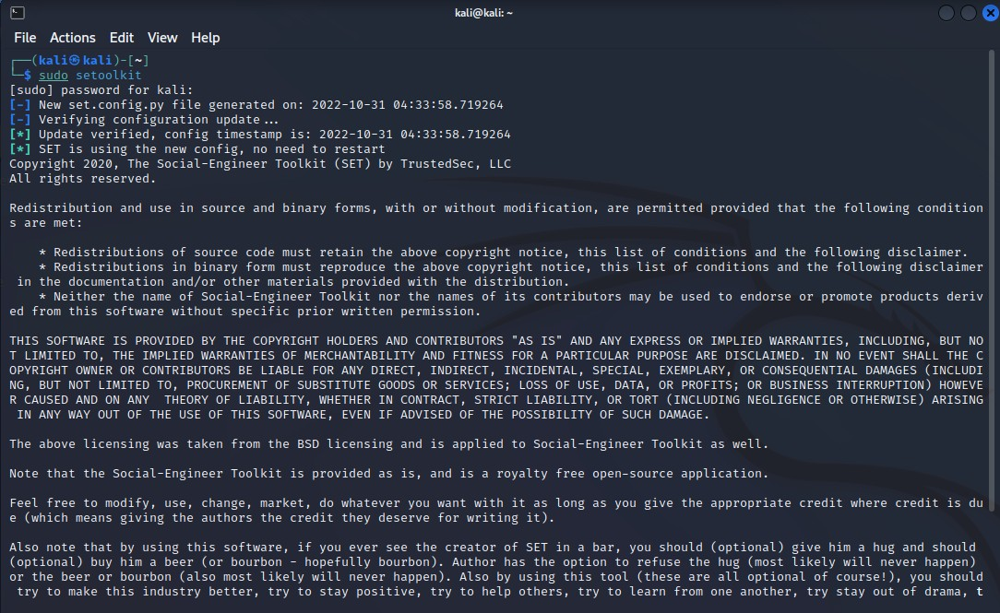 kali@kali: ~
File Actions Edit View Help
┌──(kali㉿kali)-[~]
└─$ sudo setoolkit
[sudo] password for kali:
[-] New set.config.py file generated on: 2022-10-31 04:33:58.719264
[-] Verifying configuration update...
[*] Update verified, config timestamp is: 2022-10-31 04:33:58.719264
[*] SET is using the new config, no need to restart
Copyright 2020, The Social-Engineer Toolkit (SET) by TrustedSec, LLC
All rights reserved.
Redistribution and use in source and binary forms, with or without modification, are permitted provided that the following condition
s are met:
* Redistributions of source code must retain the above copyright notice, this list of conditions and the following disclaimer.
* Redistributions in binary form must reproduce the above copyright notice, this list of conditions and the following disclaimer
in the documentation and/or other materials provided with the distribution.
* Neither the name of Social-Engineer Toolkit nor the names of its contributors may be used to endorse or promote products deriv
ed from this software without specific prior written permission.
THIS SOFTWARE IS PROVIDED BY THE COPYRIGHT HOLDERS AND CONTRIBUTORS "AS IS" AND ANY EXPRESS OR IMPLIED WARRANTIES, INCLUDING, BUT NO
T LIMITED TO, THE IMPLIED WARRANTIES OF MERCHANTABILITY AND FITNESS FOR A PARTICULAR PURPOSE ARE DISCLAIMED. IN NO EVENT SHALL THE C
OPYRIGHT OWNER OR CONTRIBUTORS BE LIABLE FOR ANY DIRECT, INDIRECT, INCIDENTAL, SPECIAL, EXEMPLARY, OR CONSEQUENTIAL DAMAGES (INCLUDI
NG, BUT NOT LIMITED TO, PROCUREMENT OF SUBSTITUTE GOODS OR SERVICES; LOSS OF USE, DATA, OR PROFITS; OR BUSINESS INTERRUPTION) HOWEVE
R CAUSED AND ON ANY  THEORY OF LIABILITY, WHETHER IN CONTRACT, STRICT LIABILITY, OR TORT (INCLUDING NEGLIGENCE OR OTHERWISE) ARISING
IN ANY WAY OUT OF THE USE OF THIS SOFTWARE, EVEN IF ADVISED OF THE POSSIBILITY OF SUCH DAMAGE.
The above licensing was taken from the BSD licensing and is applied to Social-Engineer Toolkit as well.
Note that the Social-Engineer Toolkit is provided as is, and is a royalty free open-source application.
Feel free to modify, use, change, market, do whatever you want with it as long as you give the appropriate credit where credit is du
e (which means giving the authors the credit they deserve for writing it).
Also note that by using this software, if you ever see the creator of SET in a bar, you should (optional) give him a hug and should
(optional) buy him a beer (or bourbon - hopefully bourbon). Author has the option to refuse the hug (most likely will never happen)
or the beer or bourbon (also most likely will never happen). Also by using this tool (these are all optional of course!), you should
try to make this industry better, try to stay positive, try to help others, try to learn from one another, try stay out of drama, t